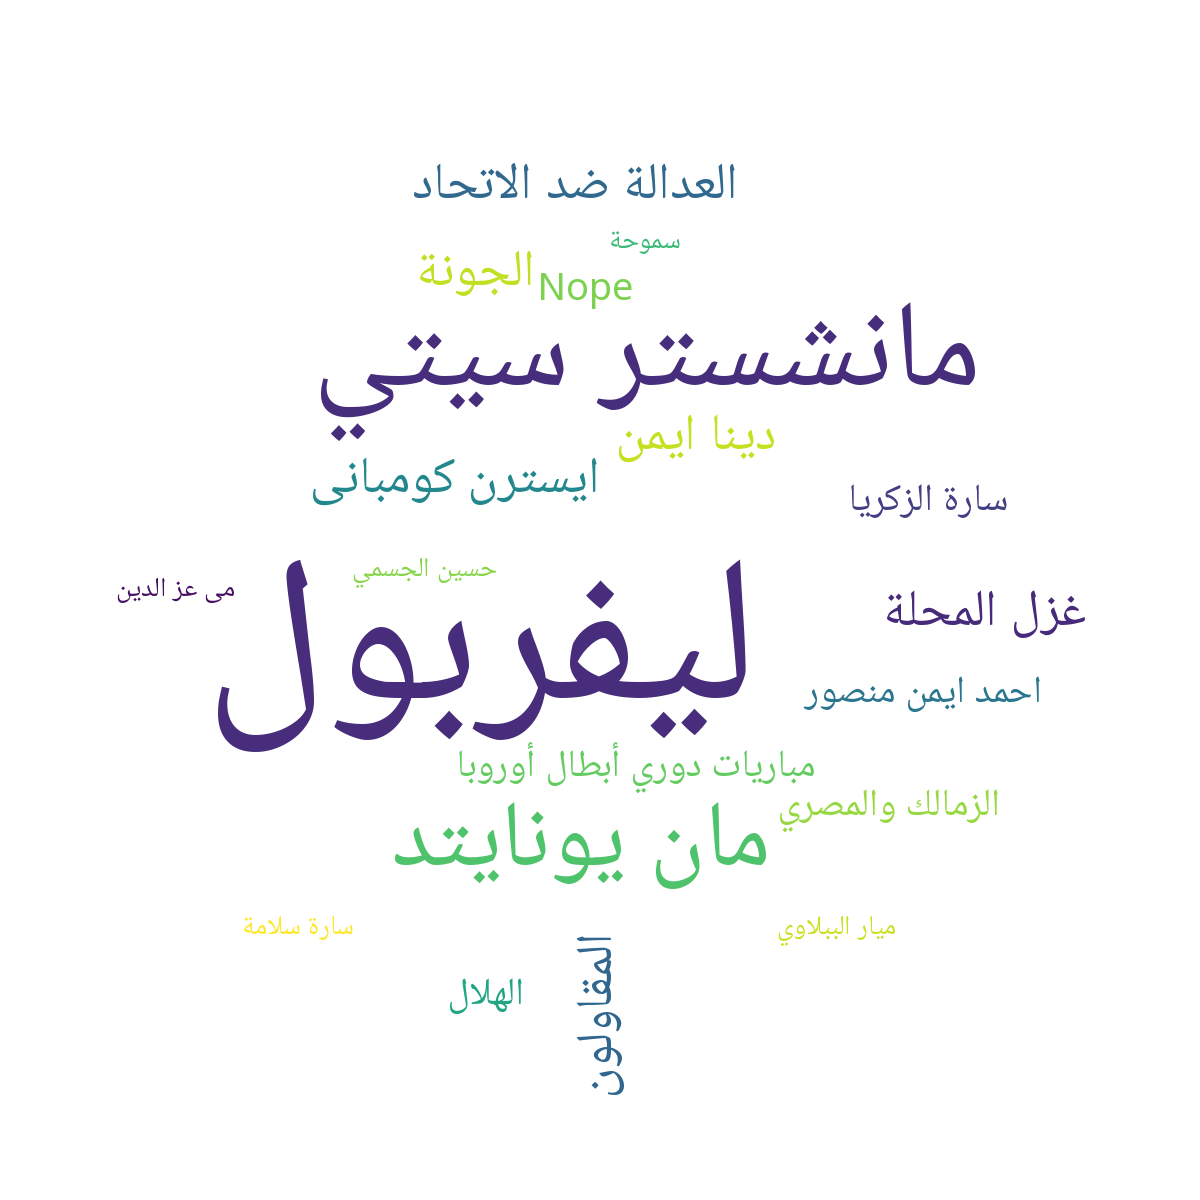 العدالة ضد الاتحاد
سموحة
الجونة
Nope
مانشستر سيتي
دينا ايمن
ايسترن كومبانى
سارة الزكريا
حسين الجسمي
مى عز الدين
ليفربول
غزل المحلة
احمد ايمن منصور
مباريات دوري أبطال أوروبا
الزمالك والمصري
مان يونايتد
سارة سلامة
ميار الببلاوي
الهلال
المقاولون